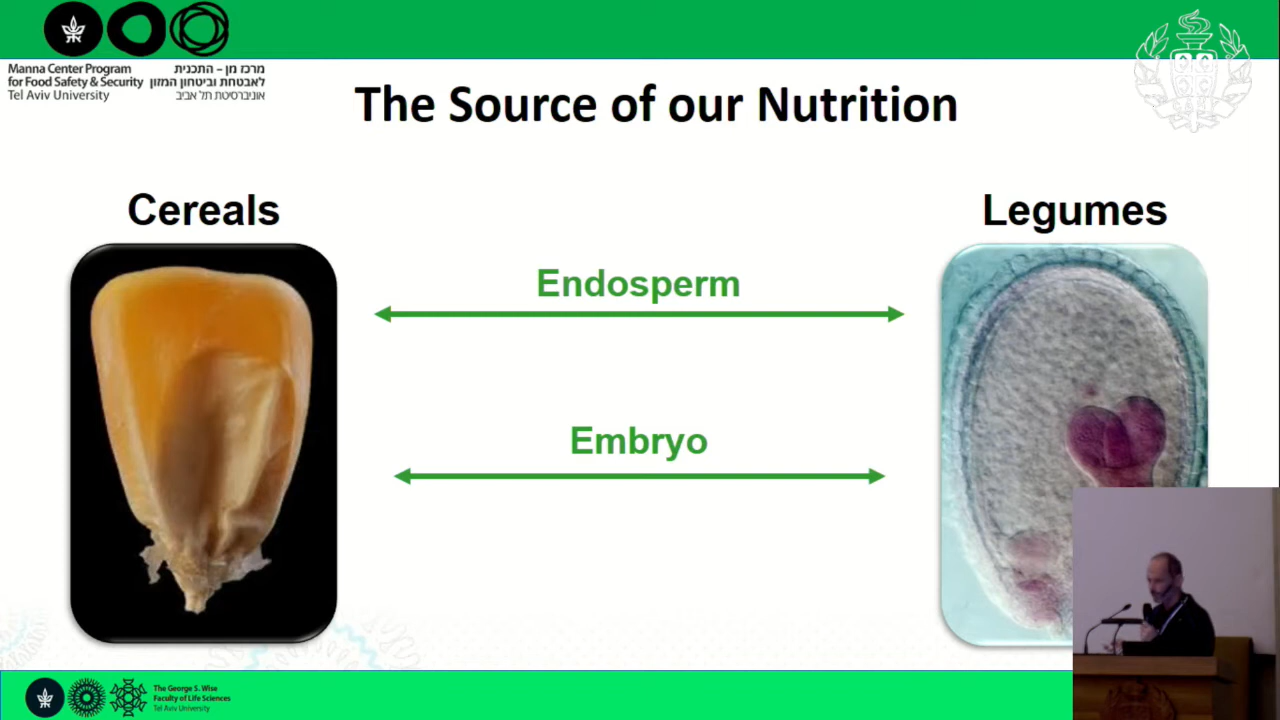 Manna Center Program
for Food Safety & Security
Tel Aviv University
מרכז מן – התכנית
לאבטחת וביטחון המזון
אוניברסיטת תל אביב
The Source of our Nutrition
Cereals
Legumes
Endosperm
Embryo
The George S. Wise
Faculty of Life Sciences
Tel Aviv University